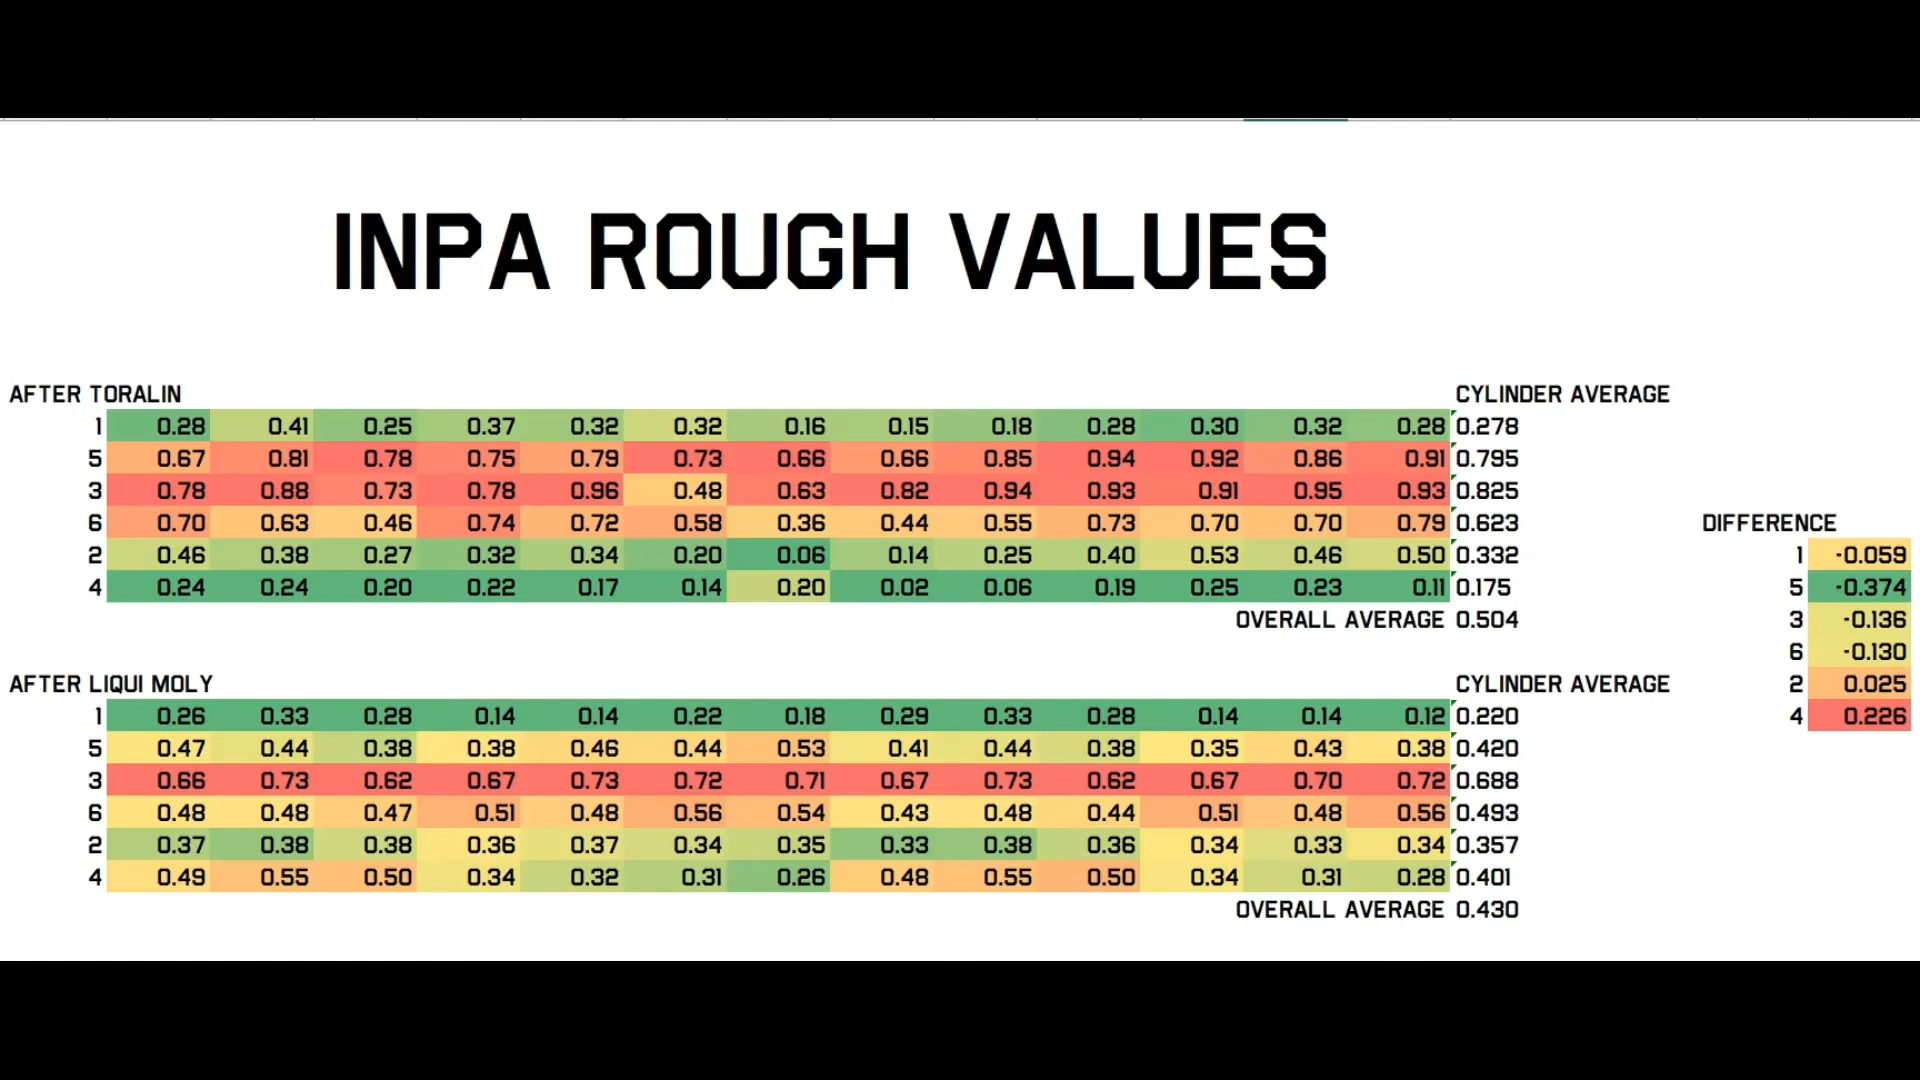 INPA ROUGH VALUES
AFTER TORALIN CYLINDER AVERAGE
1 0.28 0.41 0.25 0.37 0.32 0.32 0.16 0.15 0.18 0.28 0.30 0.32 0.28 0.278
5 0.67 0.81 0.78 0.75 0.79 0.73 0.66 0.66 0.85 0.94 0.92 0.86 0.91 0.795
3 0.78 0.88 0.73 0.78 0.96 0.48 0.63 0.82 0.94 0.93 0.91 0.95 0.93 0.825
6 0.70 0.63 0.46 0.74 0.72 0.58 0.36 0.44 0.55 0.73 0.70 0.70 0.79 0.623
2 0.46 0.38 0.27 0.32 0.34 0.20 0.06 0.14 0.25 0.40 0.53 0.46 0.50 0.332
4 0.24 0.24 0.20 0.22 0.17 0.14 0.20 0.02 0.06 0.19 0.25 0.23 0.11 0.175
OVERALL AVERAGE 0.504
AFTER LIQUI MOLY CYLINDER AVERAGE
1 0.26 0.33 0.28 0.14 0.14 0.22 0.18 0.29 0.33 0.28 0.14 0.14 0.12 0.220
5 0.47 0.44 0.38 0.38 0.46 0.44 0.53 0.41 0.44 0.38 0.35 0.43 0.38 0.420
3 0.66 0.73 0.62 0.67 0.73 0.72 0.71 0.67 0.73 0.62 0.67 0.70 0.72 0.688
6 0.48 0.48 0.47 0.51 0.48 0.56 0.54 0.43 0.48 0.44 0.51 0.48 0.56 0.493
2 0.37 0.38 0.38 0.36 0.37 0.34 0.35 0.33 0.38 0.36 0.34 0.33 0.34 0.357
4 0.49 0.55 0.50 0.34 0.32 0.31 0.26 0.48 0.55 0.50 0.34 0.31 0.28 0.401
OVERALL AVERAGE 0.430
DIFFERENCE
1 -0.059
5 -0.374
3 -0.136
6 -0.130
2 0.025
4 0.226